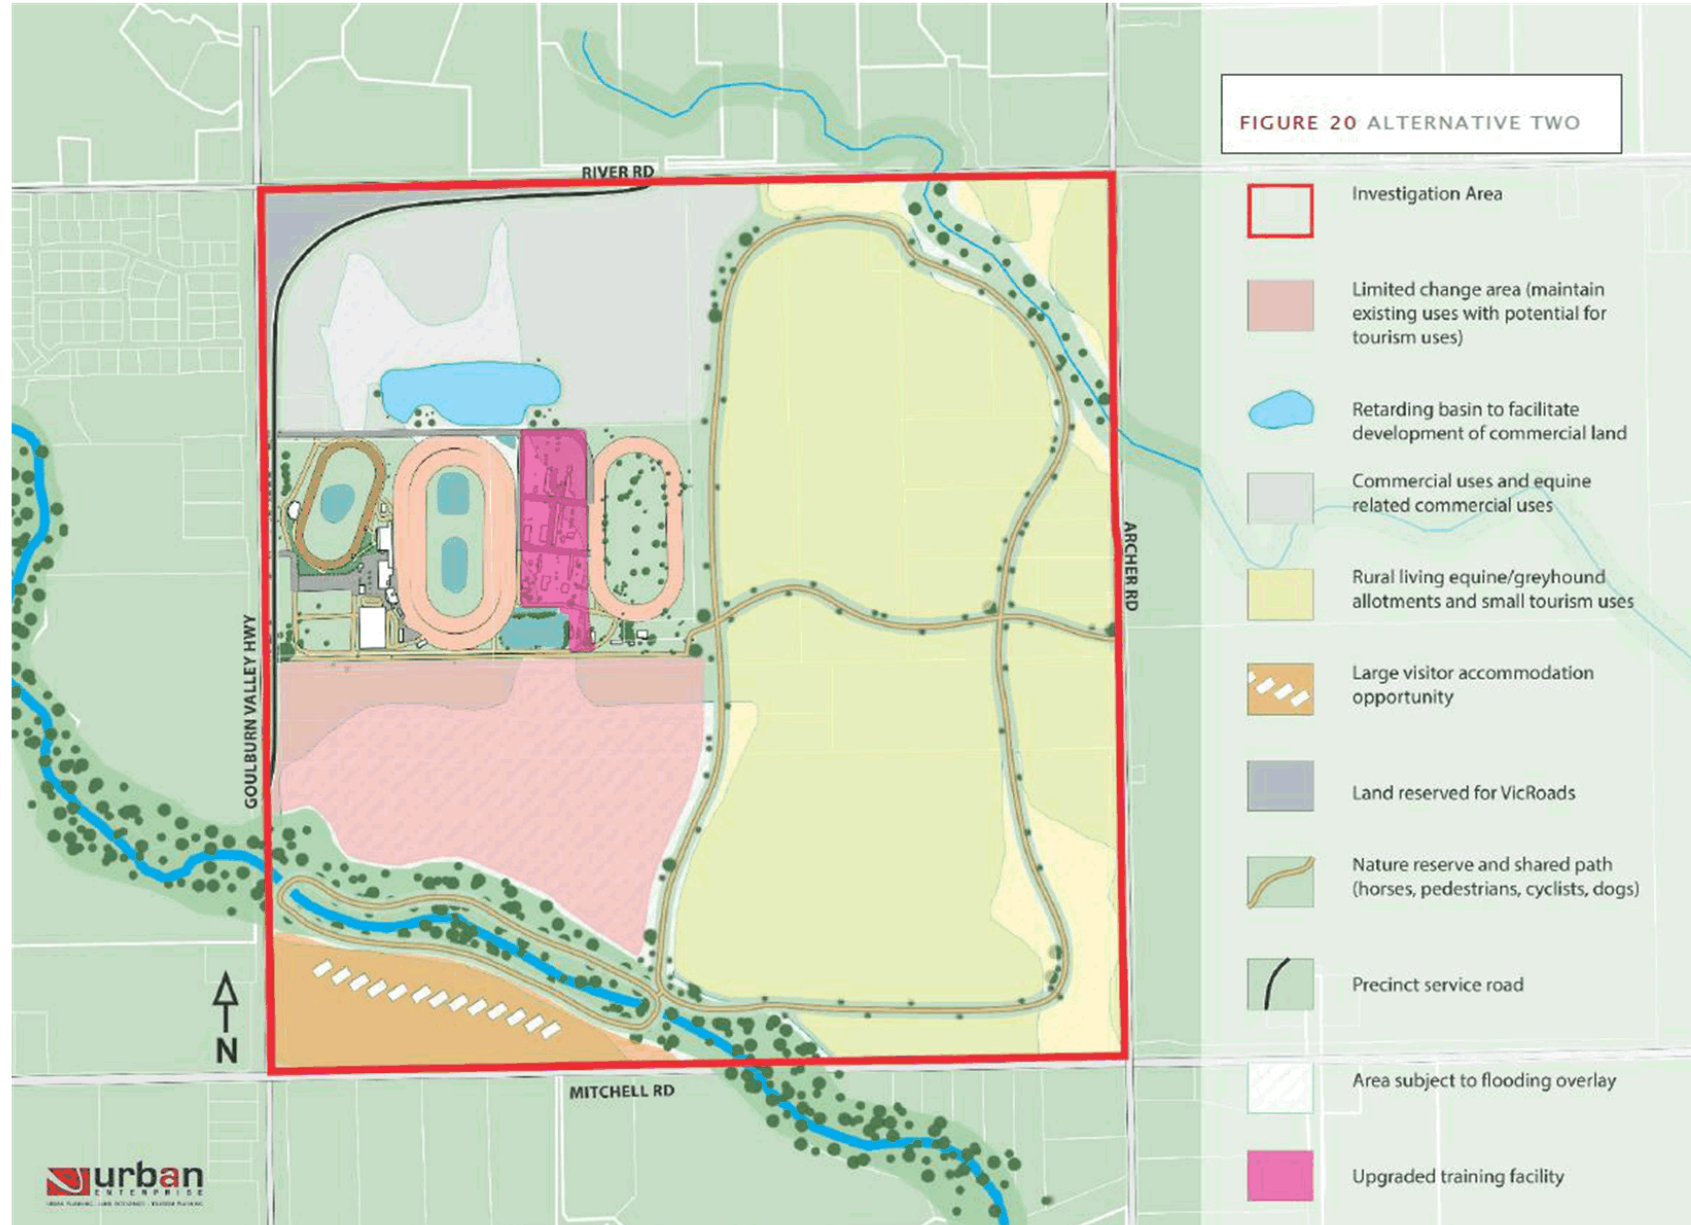 FIGURE 20 ALTERNATIVE TWO
RIVER RD
Investigation Area
Limited change area (maintain
existing uses with potential for
tourism uses)
Retarding basin to facilitate
development of commercial land
Commercial uses and equine
related commercial uses
ARCHER RD
Rural living equine/greyhound
allotments and small tourism uses
GOULBURN VALLEY HWY
Large visitor accommodation
opportunity
Land reserved for VicRoads
Nature reserve and shared path
(horses, pedestrians, cyclists, dogs)
Precinct service road
N
MITCHELL RD
Area subject to flooding overlay
Upgraded training facility
urban
ENTERPRISE